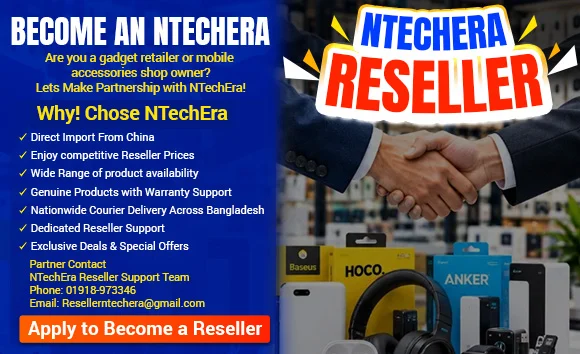 BECOME AN NTECHERA
Are you a gadget retailer or mobile
accessories shop owner?
Lets Make Partnership with NTechEra!
Why! Chose NTechEra
✓ Direct Import From China
✓ Enjoy competitive Reseller Prices
✓ Wide Range of product availability
✓ Genuine Products with Warranty Support
✓ Nationwide Courier Delivery Across Bangladesh
✓ Dedicated Reseller Support
✓ Exclusive Deals & Special Offers
Partner Contact
NTechEra Reseller Support Team
Phone: 01918-973346
Email: Resellerntechera@gmail.com
Apply to Become a Reseller
NTECHERA
RESELLER
Baseus
HOCO.
ANKER